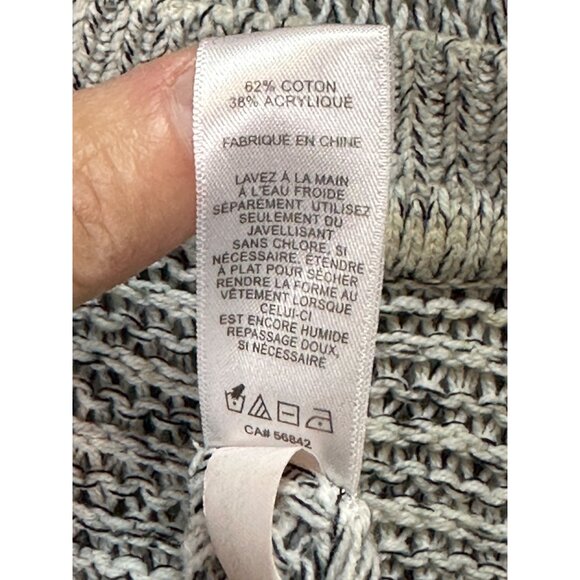 62% COTON
38% ACRYLIQUE
FABRIQUÉ EN CHINE
LAVEZ À LA MAIN
À L'EAU FROIDE
SÉPARÉMENT. UTILISEZ
SEULEMENT DU
JAVELLISANT
SANS CHLORE, SI
NÉCESSAIRE. ÉTENDRE
À PLAT POUR SÉCHER
RENDRE LA FORME AU
VÊTEMENT LORSQUE
CELUI-CI
EST ENCORE HUMIDE
REPASSAGE DOUX,
SI NÉCESSAIRE
CA# 56842